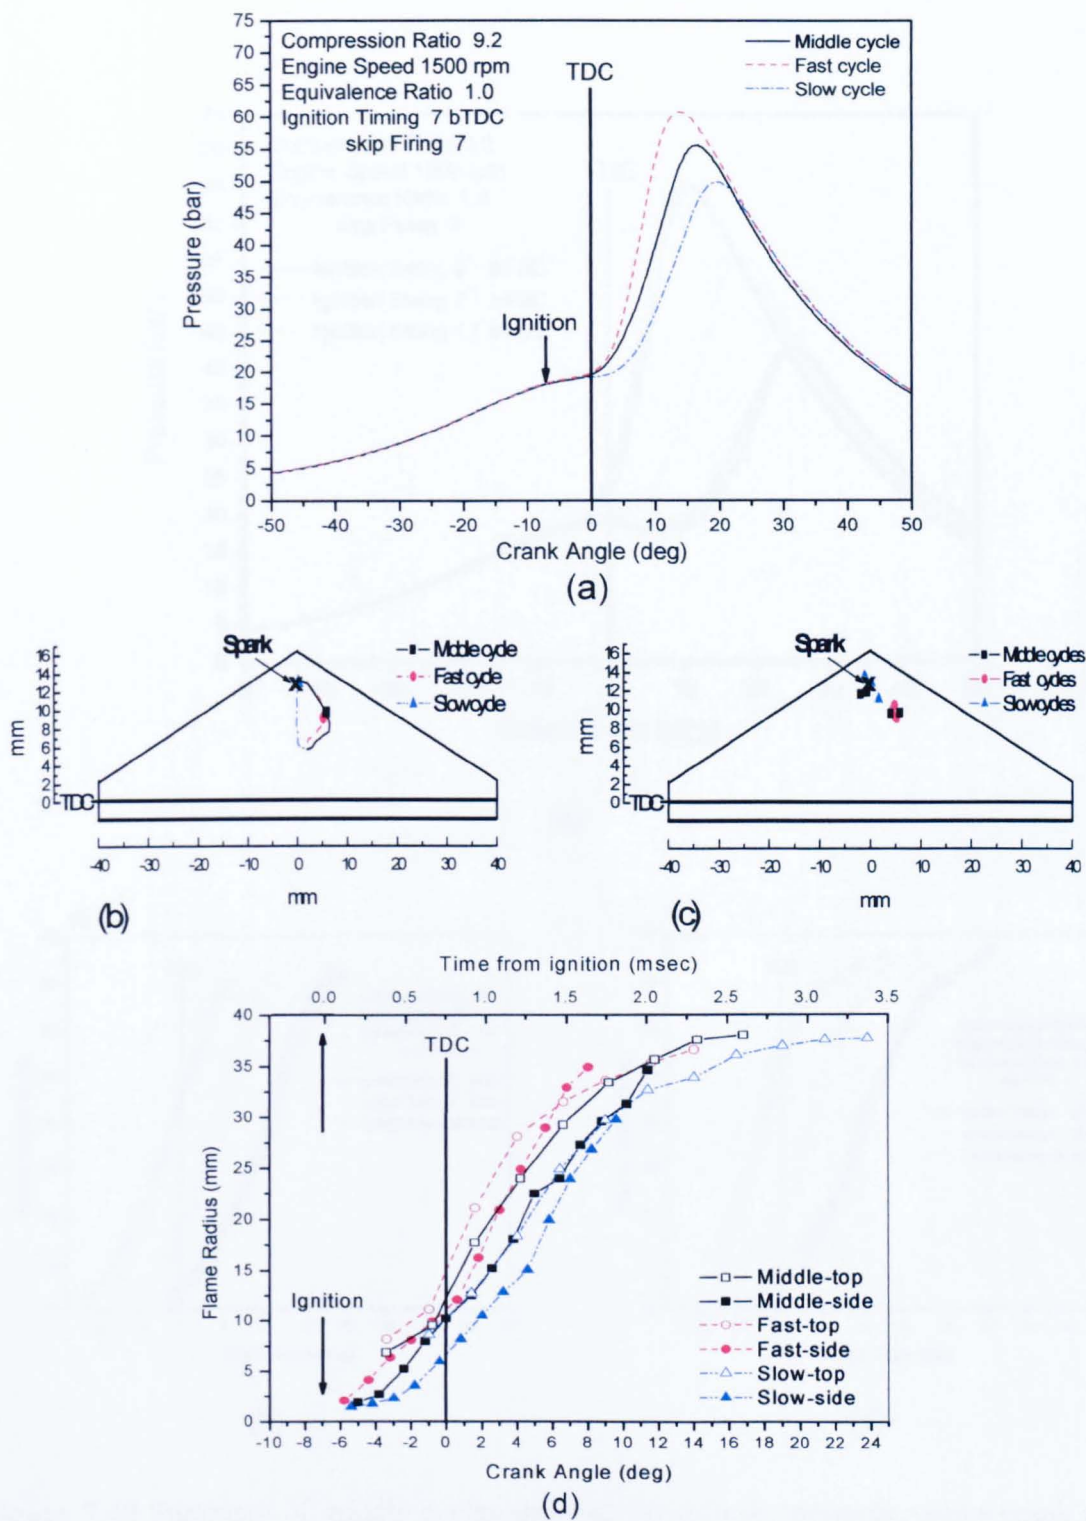 75
70
65
60
55
50
45
40
35
30
25
20
15
10
5
0
Pressure (bar)
Compression Ratio 9.2
Engine Speed 1500 rpm
Equivalence Ratio 1.0
Ignition Timing 7 bTDC
skip Firing 7
TDC
Middle cycle
Fast cycle
Slow cycle
Ignition
-50 -40 -30 -20 -10 0 10 20 30 40 50
Crank Angle (deg)
(a)
16
14
12
10
8
6
4
2
0
mm
Spark
Middle cycle
Fast cycle
Slow cycle
TDC
-40 -30 -20 -10 0 10 20 30 40
mm
(b)
16
14
12
10
8
6
4
2
0
mm
Spark
Middle cycles
Fast cycles
Slow cycles
TDC
-40 -30 -20 -10 0 10 20 30 40
mm
(c)
Time from ignition (msec)
0.0 0.5 1.0 1.5 2.0 2.5 3.0 3.5
40
35
30
25
20
15
10
5
0
Flame Radius (mm)
TDC
Ignition
Middle-top
Middle-side
Fast-top
Fast-side
Slow-top
Slow-side
-10 -8 -6 -4 -2 0 2 4 6 8 10 12 14 16 18 20 22 24
Crank Angle (deg)
(d)